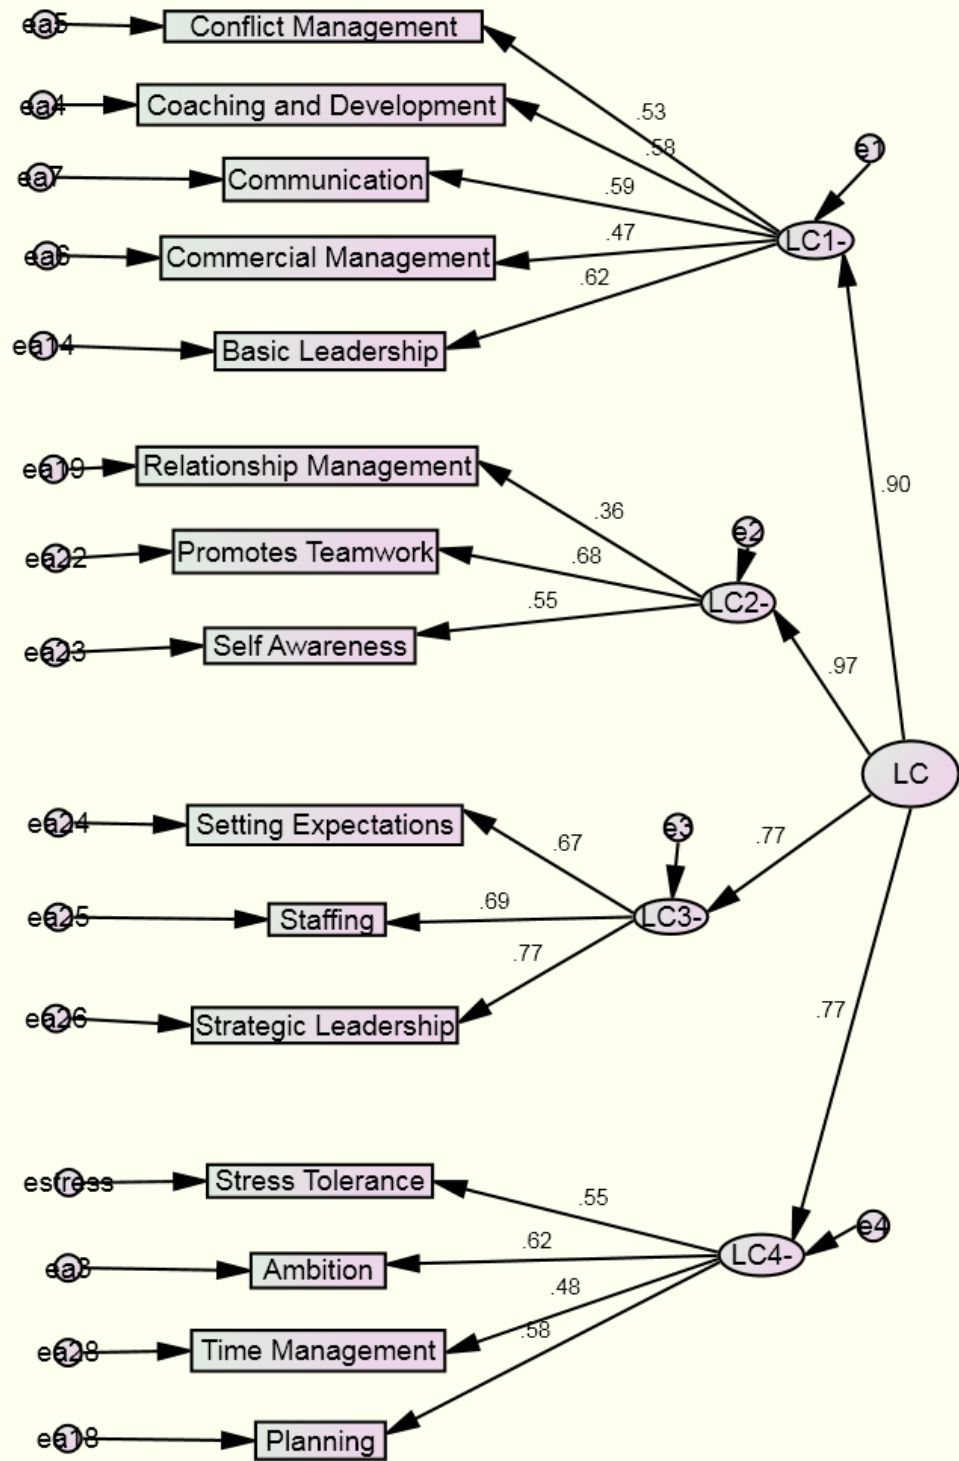 ea5
Conflict Management
ea4
Coaching and Development
.53
.58
e1
ea7
Communication
.59
.47
LC1-
ea6
Commercial Management
.62
ea14
Basic Leadership
ea19
Relationship Management
.90
.36
e2
ea22
Promotes Teamwork
.68
.55
LC2-
ea23
Self Awareness
.97
LC
ea24
Setting Expectations
.67
e3
.77
ea25
Staffing
.69
LC3-
.77
ea26
Strategic Leadership
.77
estress
Stress Tolerance
.55
e4
.62
LC4-
ea3
Ambition
.48
.58
ea28
Time Management
ea18
Planning